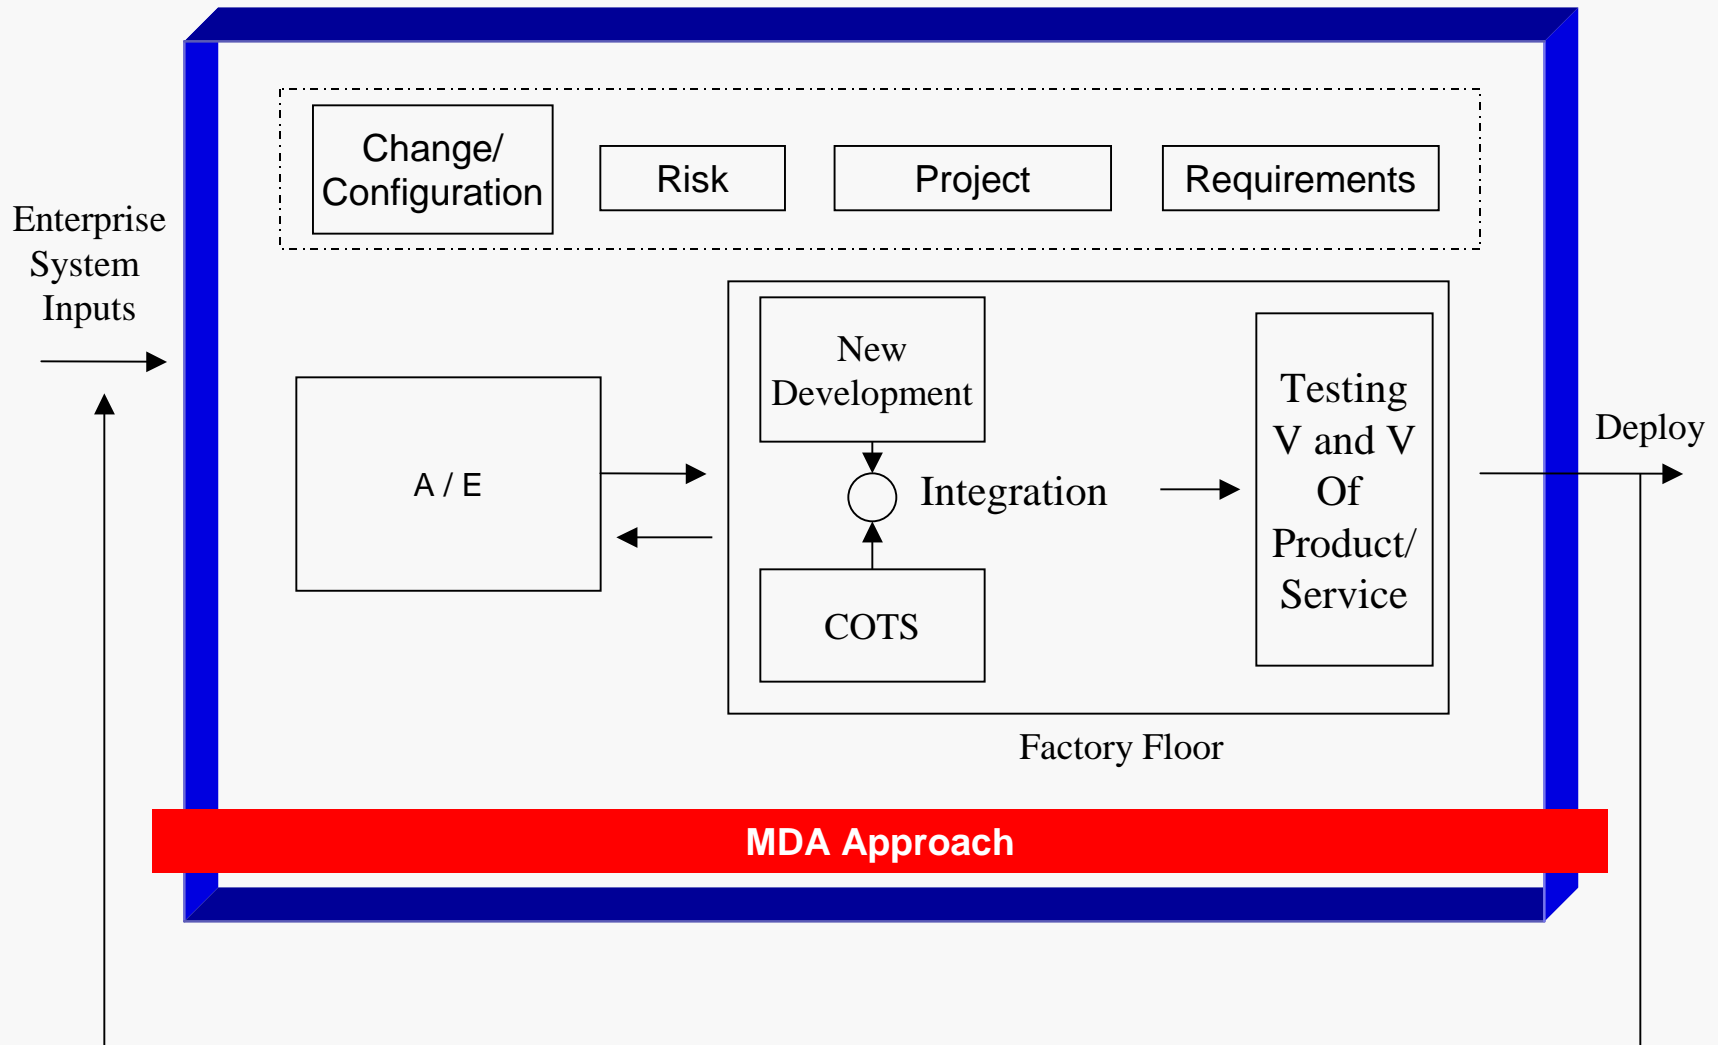 Change/
Configuration
Risk
Project
Requirements
Enterprise
System
Inputs
New
Development
Testing
V and V
Of
Product/
Service
Deploy
A / E
Integration
COTS
Factory Floor
MDA Approach